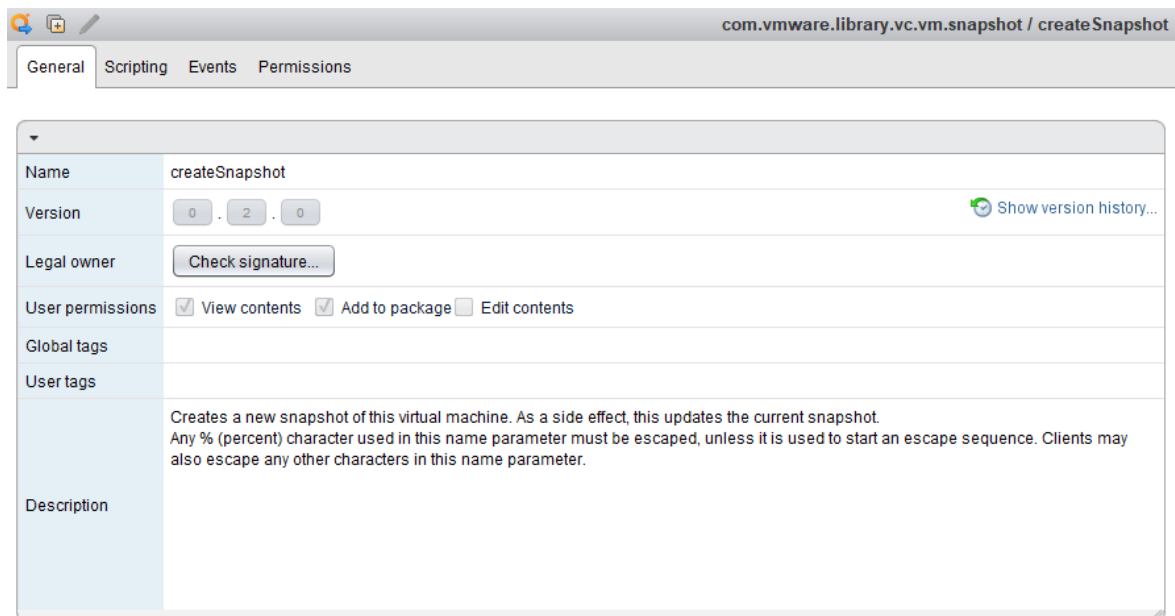 com.vmware.library.vc.vm.snapshot / createSnapshot
General Scripting Events Permissions
Name createSnapshot
Version 0 . 2 . 0 Show version history...
Legal owner Check signature...
User permissions View contents Add to package Edit contents
Global tags
User tags
Description
Creates a new snapshot of this virtual machine. As a side effect, this updates the current snapshot.
Any % (percent) character used in this name parameter must be escaped, unless it is used to start an escape sequence. Clients may
also escape any other characters in this name parameter.